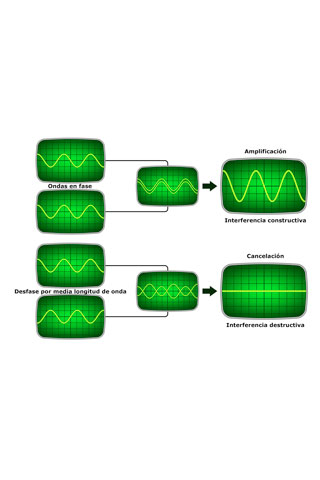 Amplificación
Ondas en fase
Interferencia constructiva
Cancelación
Desfase por media longitud de onda
Interferencia destructiva